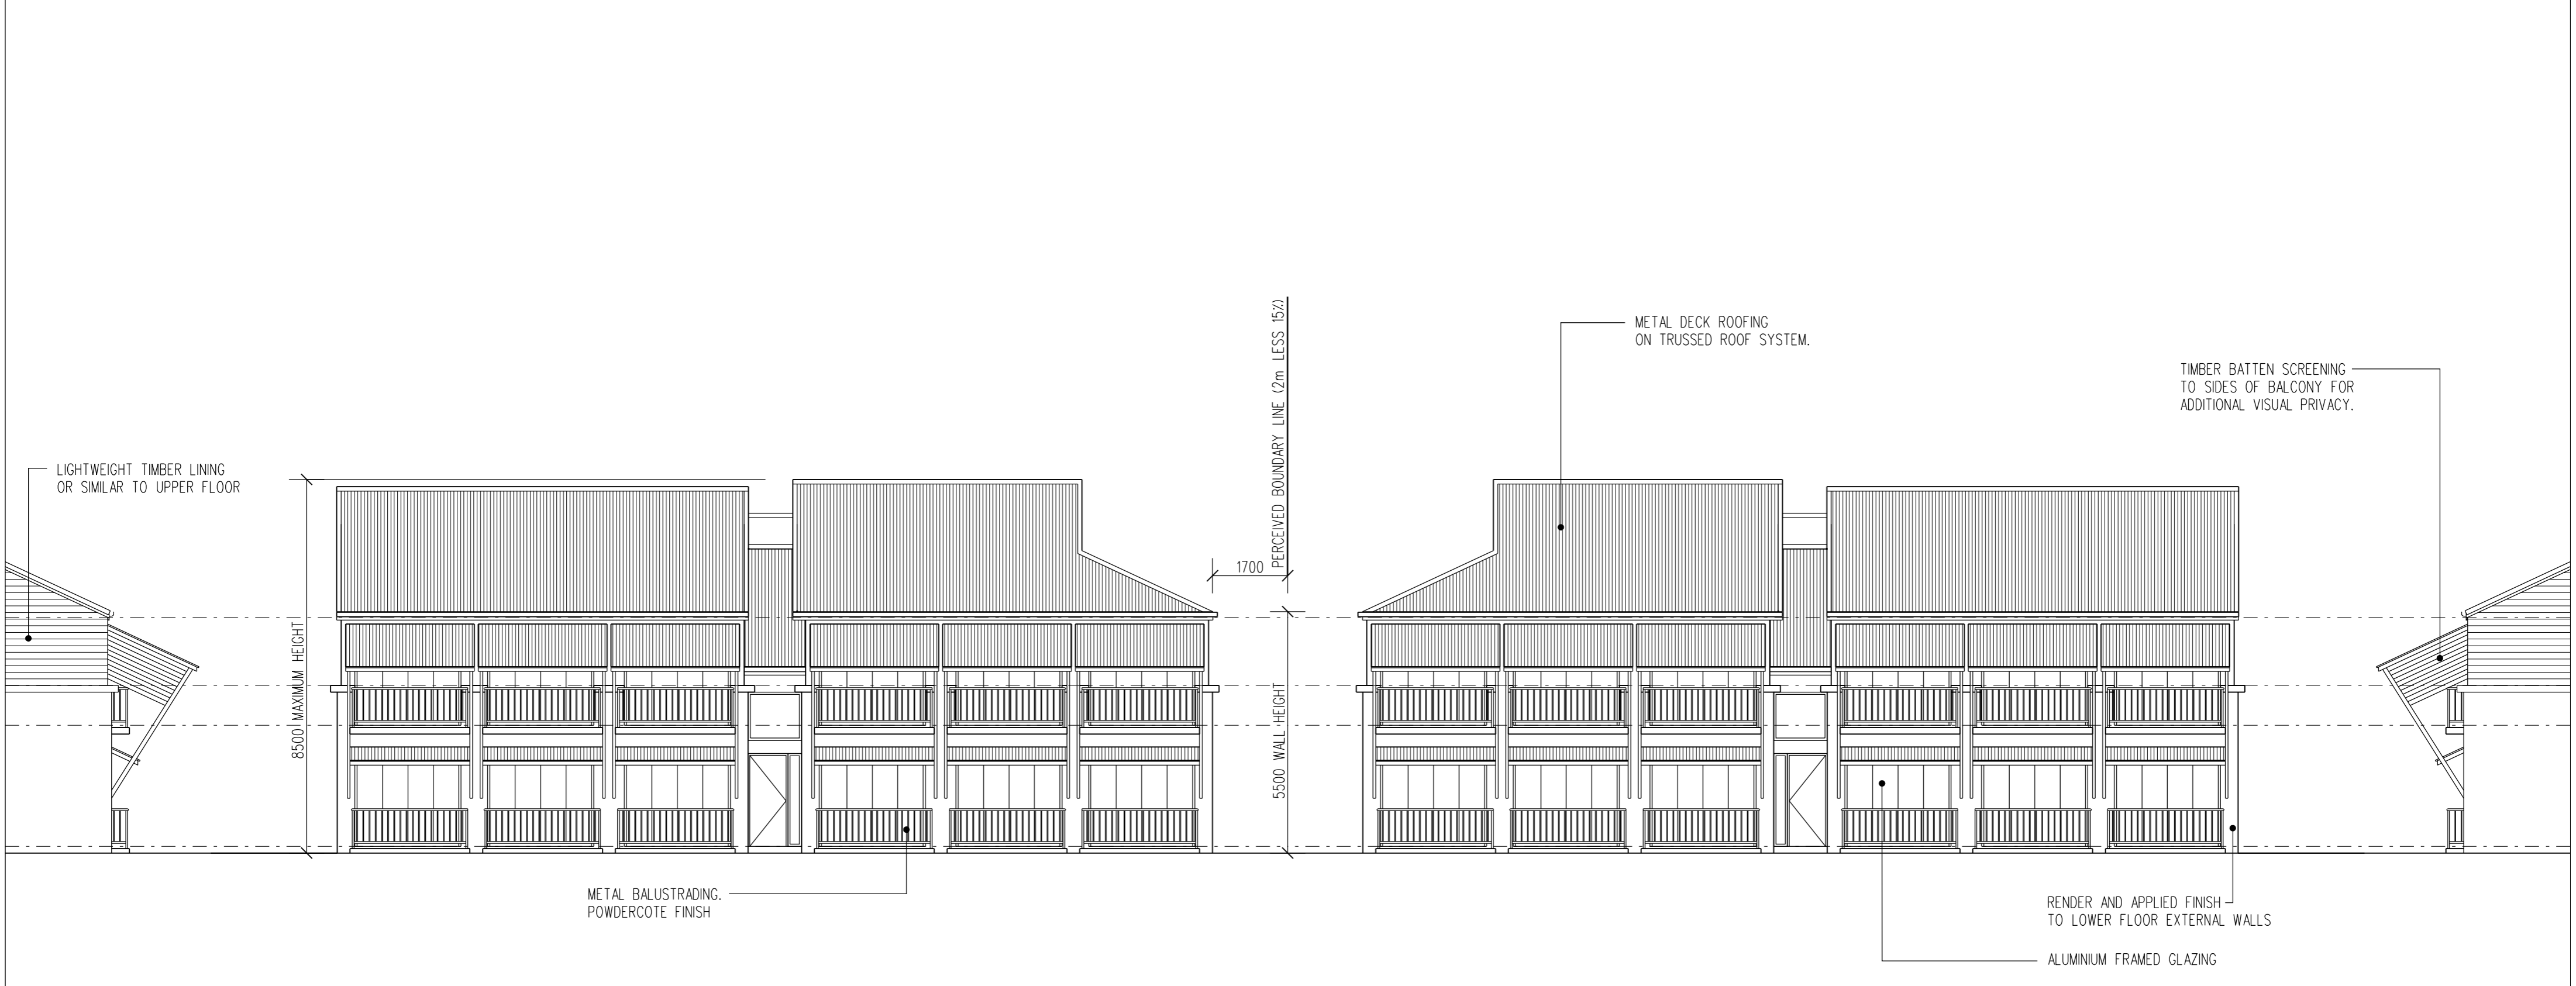 METAL DECK ROOFING
ON TRUSSED ROOF SYSTEM.
TIMBER BATTEN SCREENING
TO SIDES OF BALCONY FOR
ADDITIONAL VISUAL PRIVACY.
LIGHTWEIGHT TIMBER LINING
OR SIMILAR TO UPPER FLOOR
8500 MAXIMUM HEIGHT
1700
PERCEIVED BOUNDARY LINE (2m LESS 15%)
5500 WALL HEIGHT
METAL BALUSTRADING.
POWDERCOTE FINISH
RENDER AND APPLIED FINISH
TO LOWER FLOOR EXTERNAL WALLS
ALUMINIUM FRAMED GLAZING